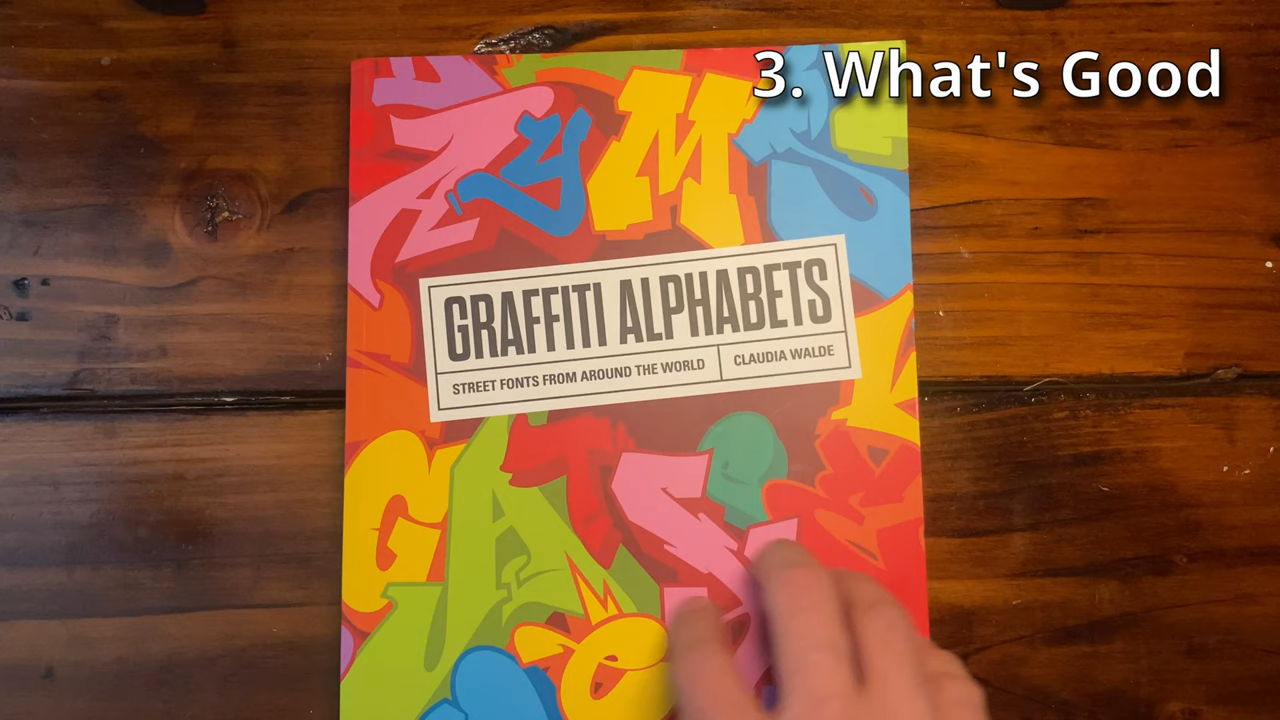 3. What's Good
GRAFFITI ALPHABETS
STREET FONTS FROM AROUND THE WORLD
CLAUDIA WALDE